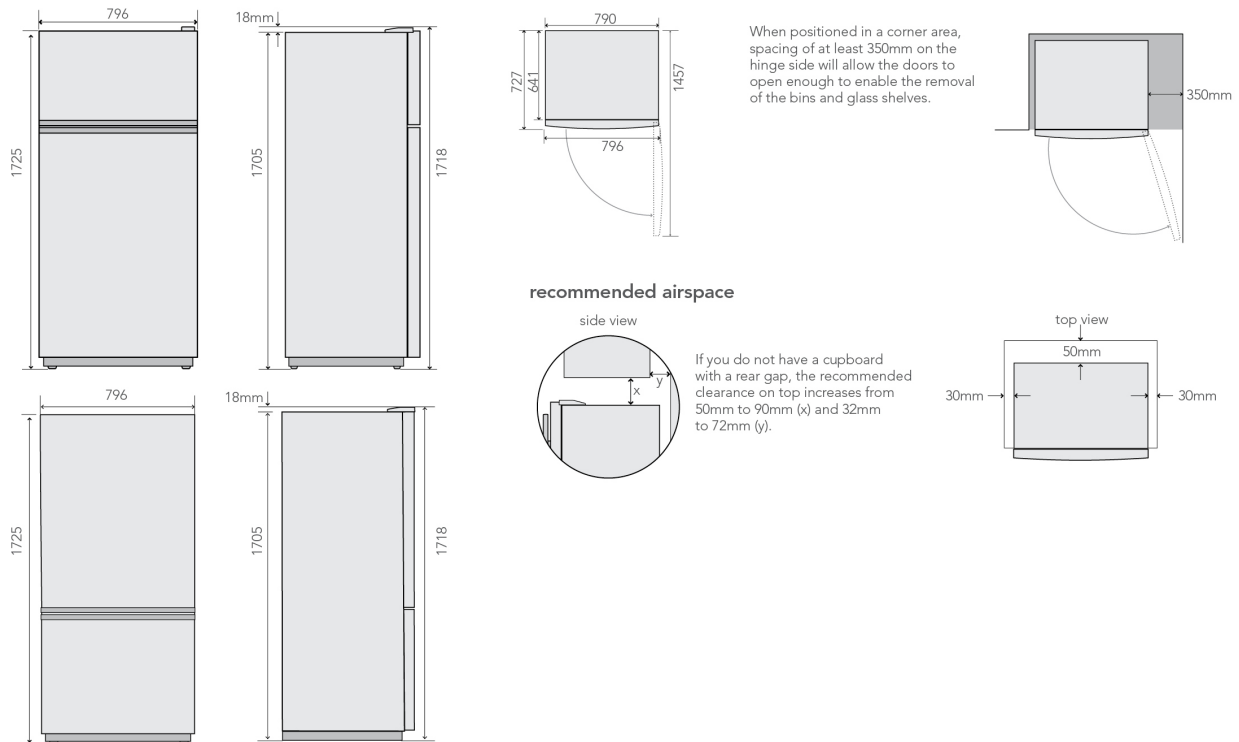 796
18mm
1725
1705
1718
790
727
641
1457
796
When positioned in a corner area,
spacing of at least 350mm on the
hinge side will allow the doors to
open enough to enable the removal
of the bins and glass shelves.
350mm
recommended airspace
side view
y
x
If you do not have a cupboard
with a rear gap, the recommended
clearance on top increases from
50mm to 90mm (x) and 32mm
to 72mm (y).
top view
50mm
30mm
30mm
796
18mm
1725
1705
1718